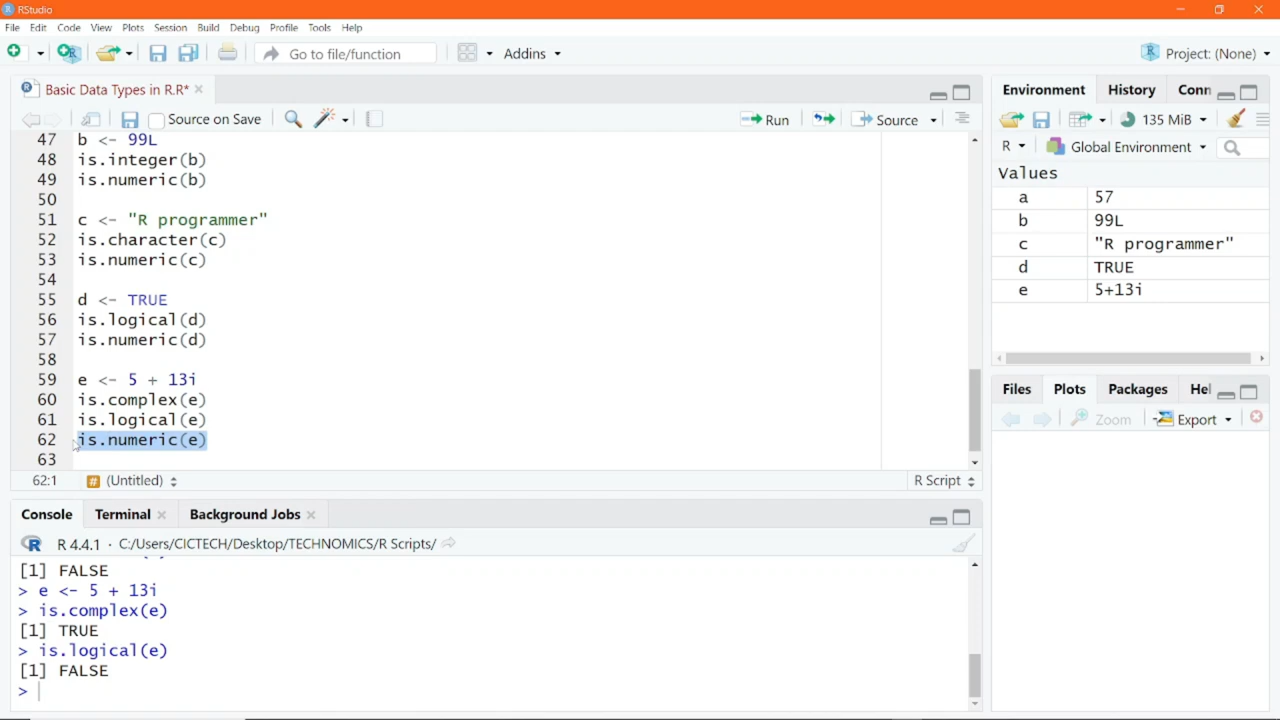 RStudio
File Edit Code View Plots Session Build Debug Profile Tools Help
Go to file/function Addins Project: (None)
Basic Data Types in R.R*
Source on Save Run Source
47 b <- 99L
48 is.integer(b)
49 is.numeric(b)
50
51 c <- "R programmer"
52 is.character(c)
53 is.numeric(c)
54
55 d <- TRUE
56 is.logical(d)
57 is.numeric(d)
58
59 e <- 5 + 13i
60 is.complex(e)
61 is.logical(e)
62 is.numeric(e)
63
62:1 # (Untitled) R Script
Console Terminal Background Jobs
R 4.4.1 · C:/Users/CICTECH/Desktop/TECHNOMICS/R Scripts/
[1] FALSE
> e <- 5 + 13i
> is.complex(e)
[1] TRUE
> is.logical(e)
[1] FALSE
>
Environment History Conn
135 MiB
R Global Environment
Values
a 57
b 99L
c "R programmer"
d TRUE
e 5+13i
Files Plots Packages Hel
Zoom Export